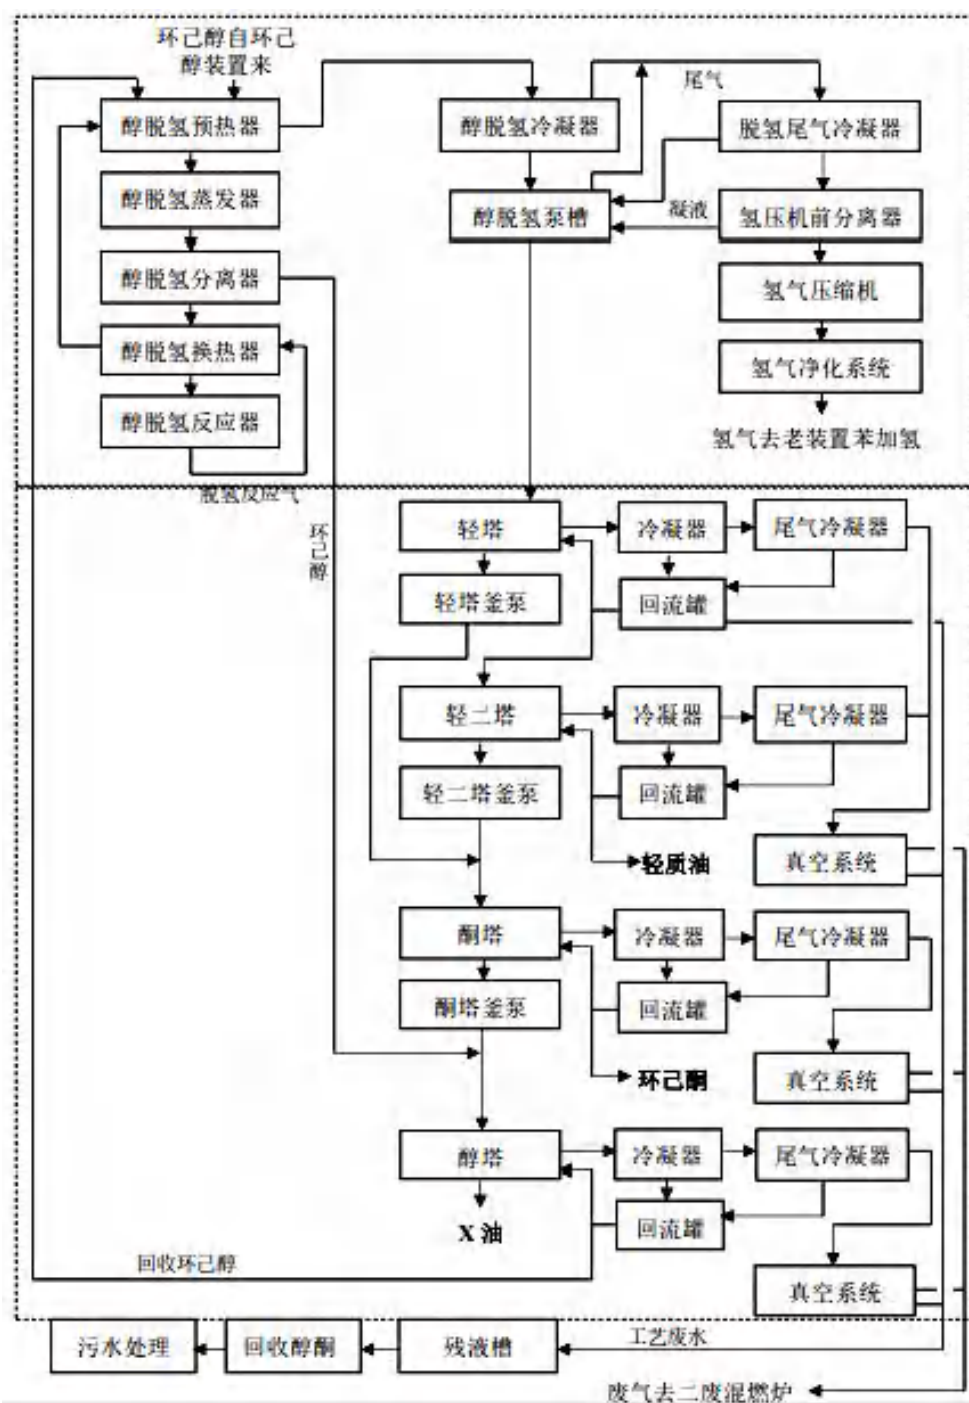 环己醇自环己
醇装置来
尾气
醇脱氢预热器
醇脱氢冷凝器
脱氢尾气冷凝器
醇脱氢蒸发器
醇脱氢泵槽
凝液
氢压机前分离器
醇脱氢分离器
氢气压缩机
醇脱氢换热器
氢气净化系统
醇脱氢反应器
氢气去老装置苯加氢
脱氢反应气
环己醇
轻塔
冷凝器
尾气冷凝器
轻塔釜泵
回流罐
轻二塔
冷凝器
尾气冷凝器
轻二塔釜泵
回流罐
轻质油
真空系统
酮塔
冷凝器
尾气冷凝器
酮塔釜泵
回流罐
环己酮
真空系统
醇塔
冷凝器
尾气冷凝器
X 油
回流罐
回收环己醇
真空系统
污水处理
回收醇酮
残液槽
工艺废水
废气去二废混燃炉